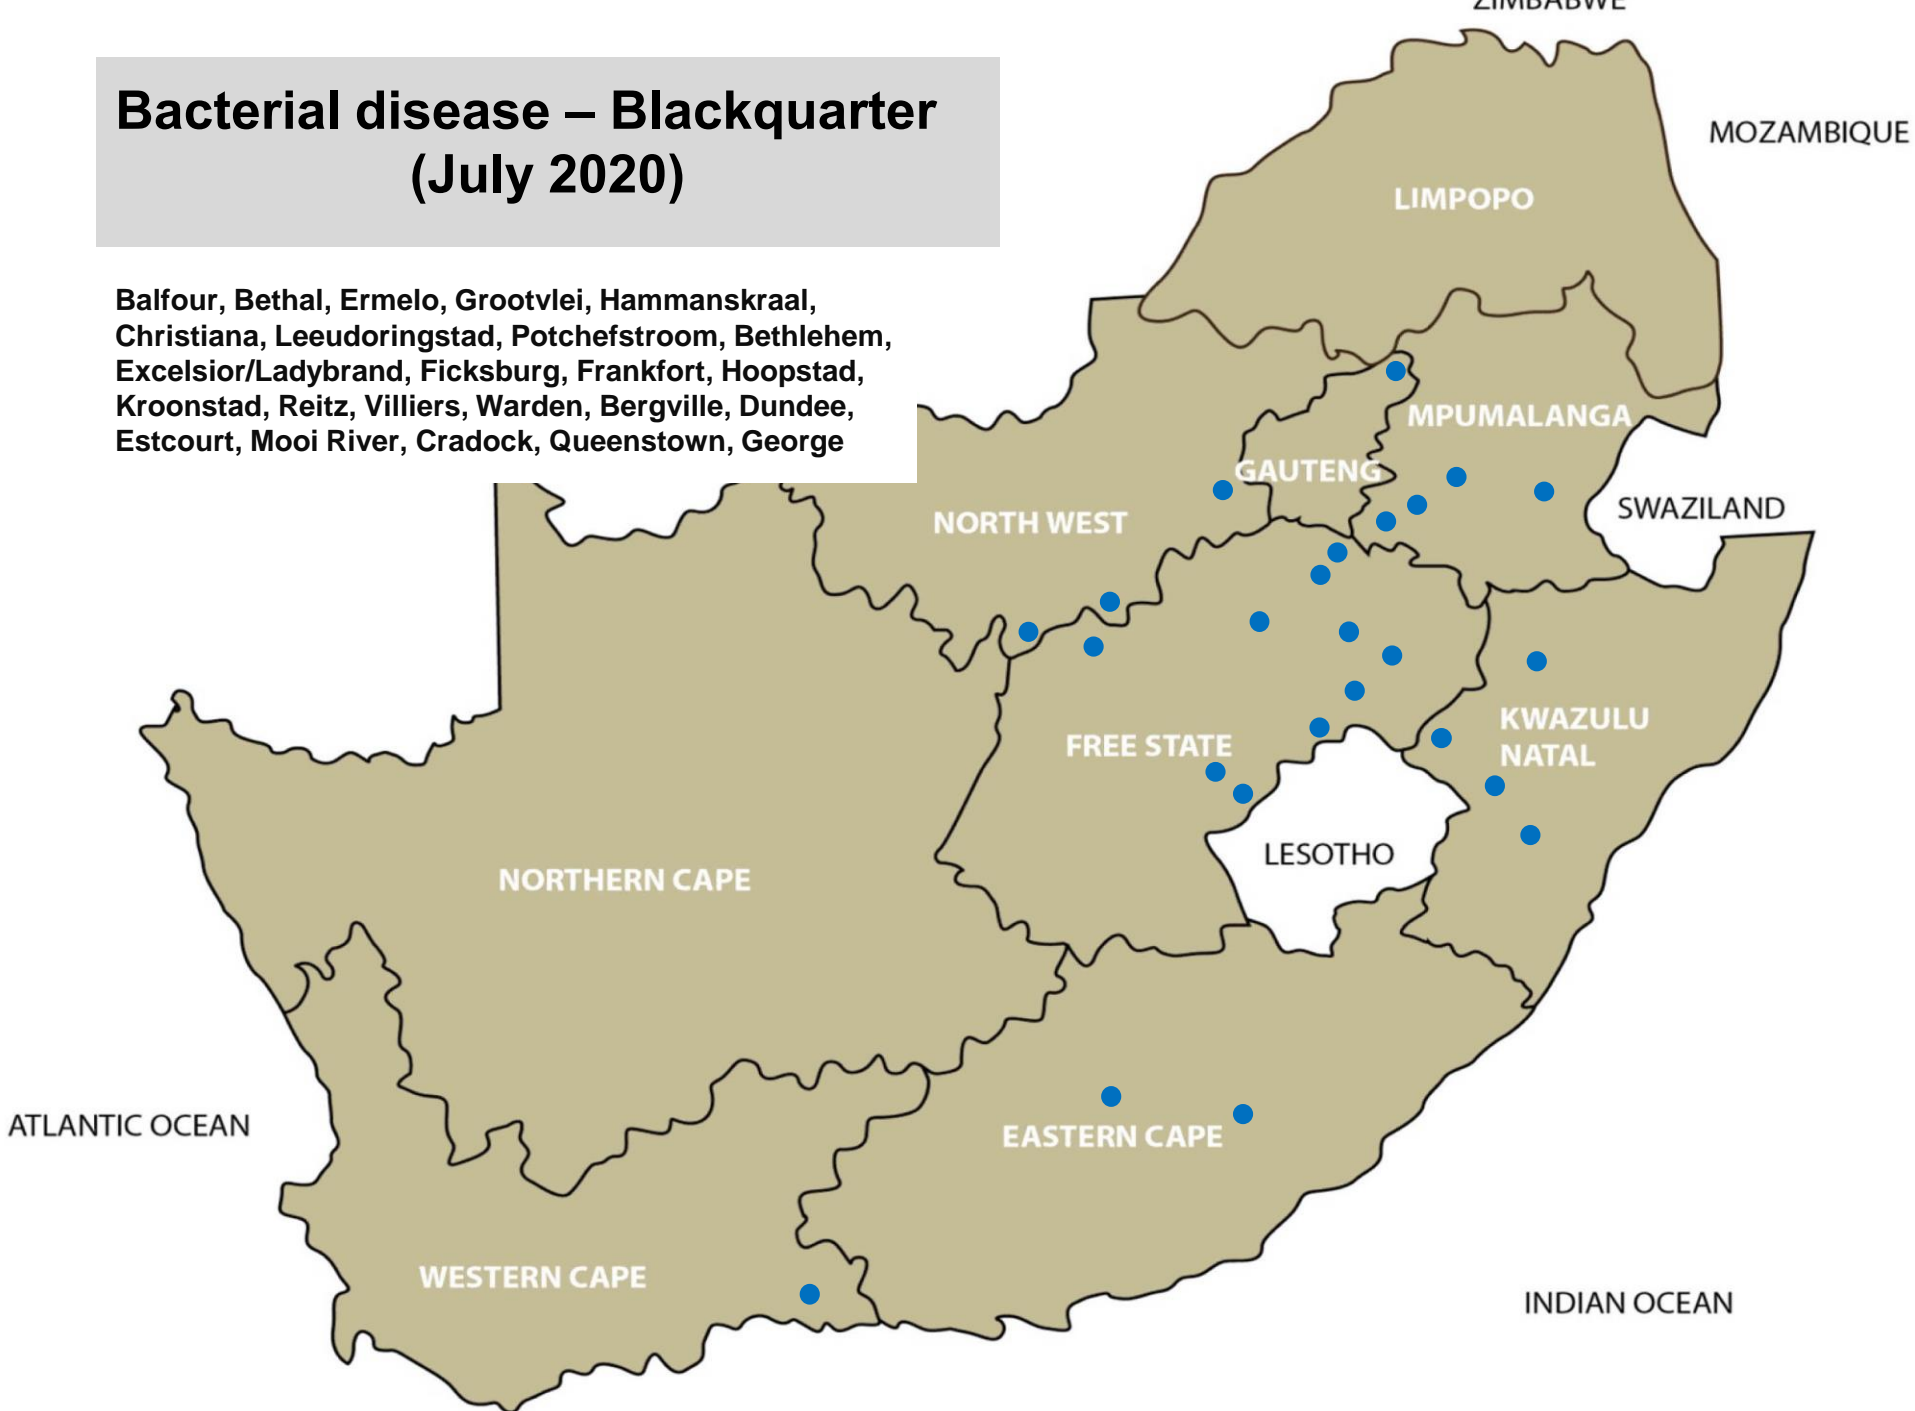 ZIMBABWE
Bacterial disease – Blackquarter
(July 2020)
MOZAMBIQUE
LIMPOPO
Balfour, Bethal, Ermelo, Grootvlei, Hammanskraal,
Christiana, Leeudoringstad, Potchefstroom, Bethlehem,
Excelsior/Ladybrand, Ficksburg, Frankfort, Hoopstad,
Kroonstad, Reitz, Villiers, Warden, Bergville, Dundee,
Estcourt, Mooi River, Cradock, Queenstown, George
MPUMALANGA
GAUTENG
SWAZILAND
NORTH WEST
KWAZULU
NATAL
FREE STATE
LESOTHO
NORTHERN CAPE
ATLANTIC OCEAN
EASTERN CAPE
WESTERN CAPE
INDIAN OCEAN